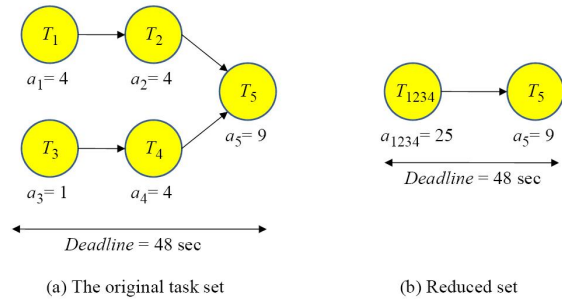 T1
T2
a1= 4
a2= 4
T5
a5= 9
T3
T4
a3= 1
a4= 4
Deadline = 48 sec
(a) The original task set
T1234
T5
a1234= 25
a5= 9
Deadline = 48 sec
(b) Reduced set